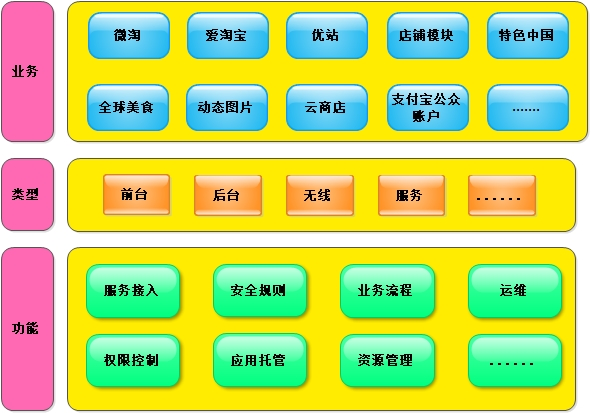 业务
微淘
爱淘宝
优站
店铺模块
特色中国
全球美食
动态图片
云商店
支付宝公众
账户
.......
类型
前台
后台
无线
服务
......
功能
服务接入
安全规则
业务流程
运维
权限控制
应用托管
资源管理
......